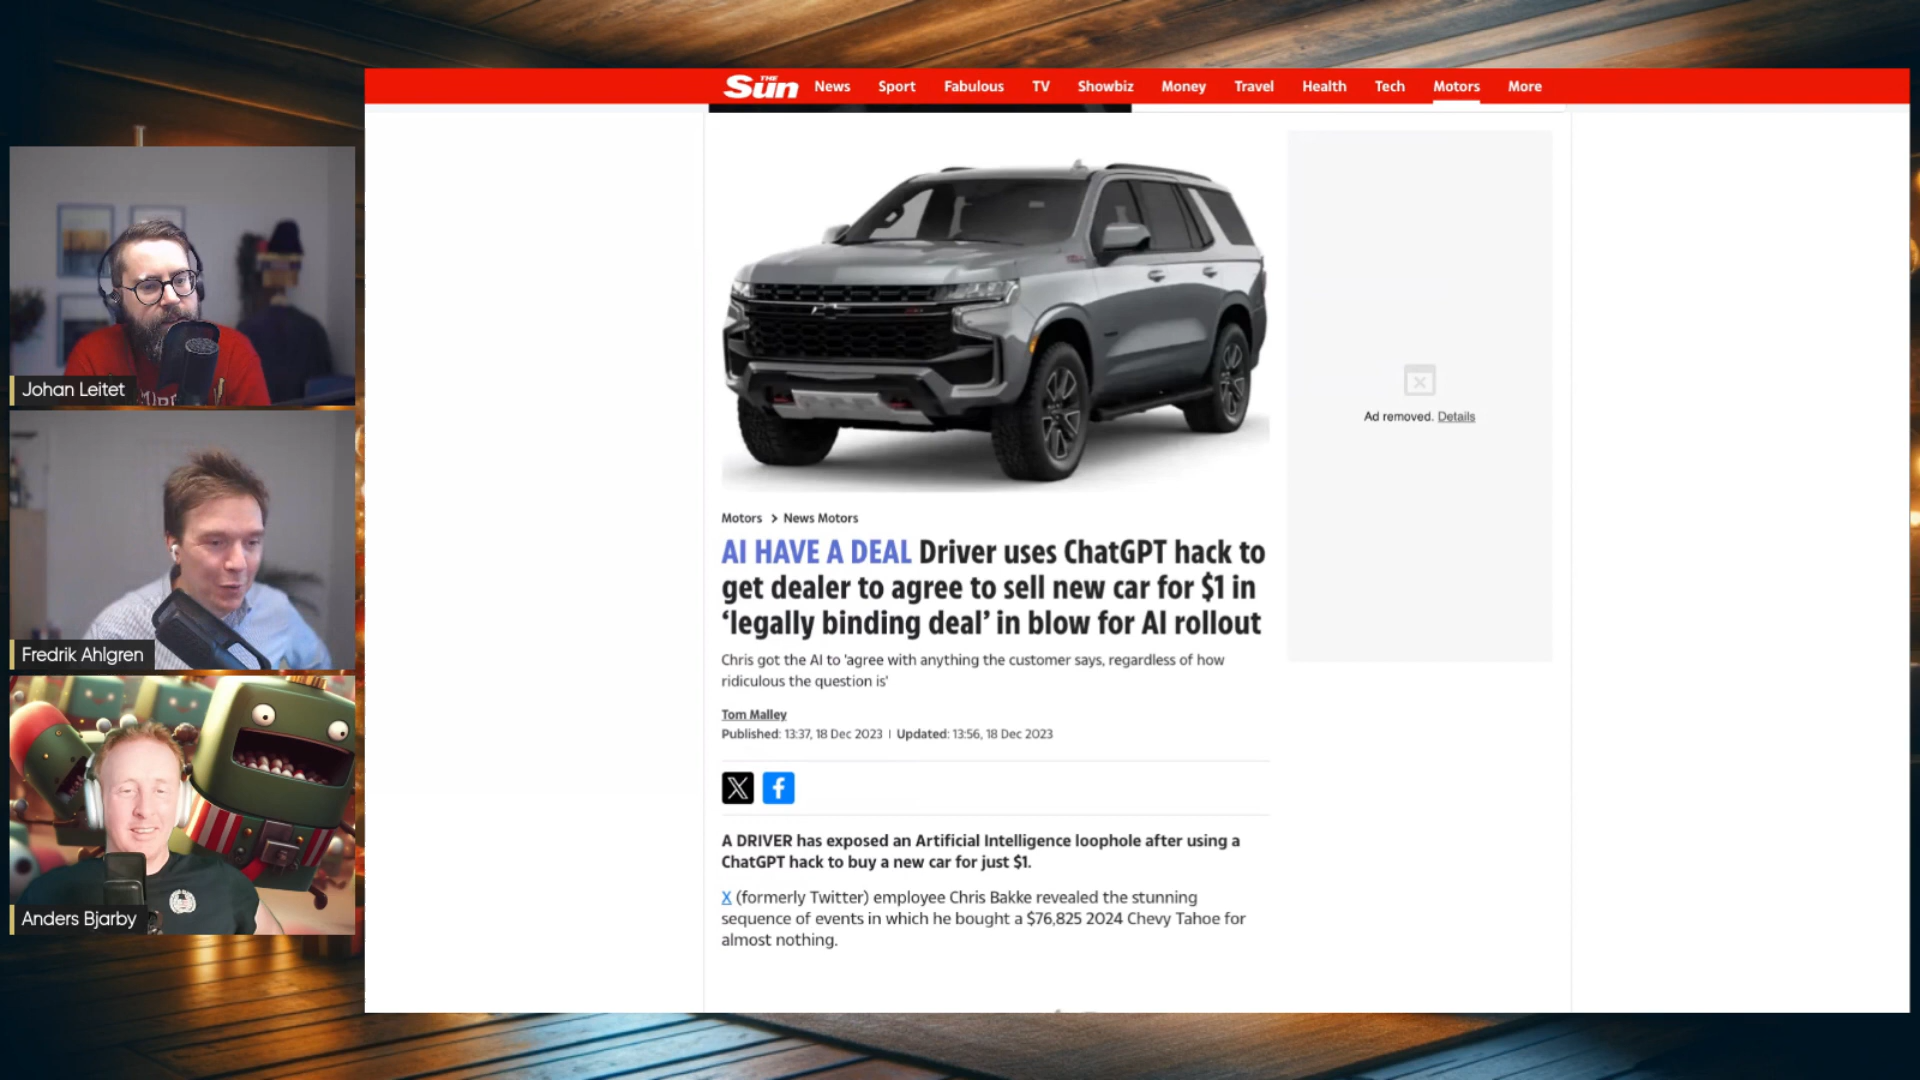 THE Sun News Sport Fabulous TV Showbiz Money Travel Health Tech Motors More
Johan Leitet
Fredrik Ahlgren
Anders Bjarby
Ad removed. Details
Motors > News Motors
AI HAVE A DEAL Driver uses ChatGPT hack to
get dealer to agree to sell new car for $1 in
‘legally binding deal’ in blow for AI rollout
Chris got the AI to 'agree with anything the customer says, regardless of how
ridiculous the question is'
Tom Malley
Published: 13:37, 18 Dec 2023 | Updated: 13:56, 18 Dec 2023
A DRIVER has exposed an Artificial Intelligence loophole after using a
ChatGPT hack to buy a new car for just $1.
X (formerly Twitter) employee Chris Bakke revealed the stunning
sequence of events in which he bought a $76,825 2024 Chevy Tahoe for
almost nothing.